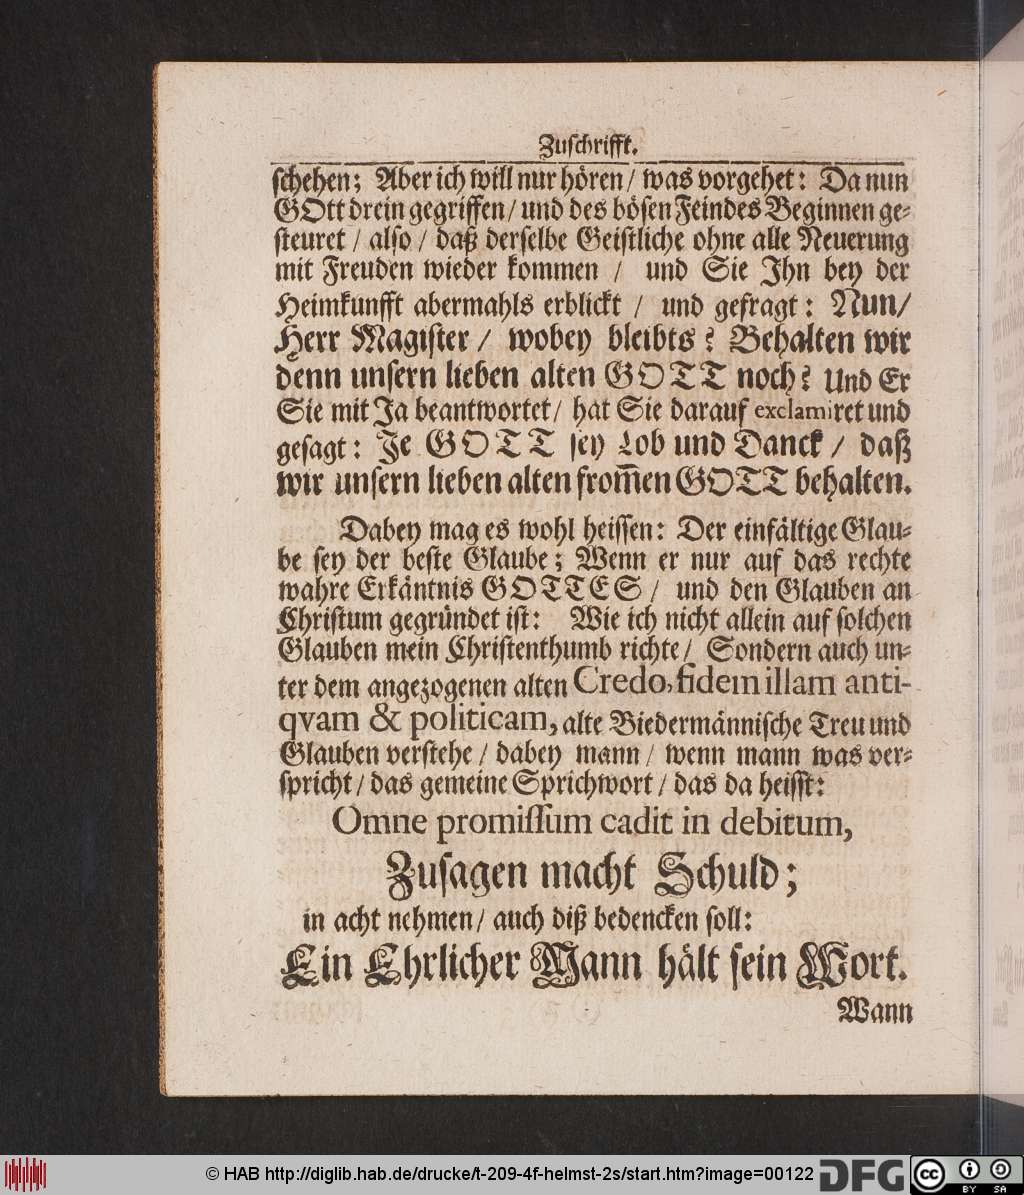 Zuschrifft.
schehen; Aber ich will nur hören / was vorgehet: Da nun
GOtt drein gegriffen / und des bösen Feindes Beginnen ge-
steuret / also / daß derselbe Geistliche ohne alle Neuerung
mit Freuden wieder kommen / und Sie Ihn bey der
Heimkunfft abermahls erblickt / und gefragt: Nun /
Herr Magister / wobey bleibts? Behalten wir
denn unsern lieben alten GOTT noch? Und Er
Sie mit Ja beantwortet / hat Sie darauf exclamiret und
gesagt: Je GOTT sey Lob und Danck / daß
wir unsern lieben alten from̃en GOTT behalten.
Dabey mag es wohl heissen: Der einfältige Glau-
be sey der beste Glaube; Wenn er nur auf das rechte
wahre Erkäntnis GOTTES / und den Glauben an
Christum gegründet ist: Wie ich nicht allein auf solchen
Glauben mein Christenthumb richte / Sondern auch un-
ter dem angezogenen alten Credo, fidem illam anti-
qvam & politicam, alte Biedermännische Treu und
Glauben verstehe / dabey mann / wenn mann was ver-
spricht / das gemeine Sprichwort / das da heisst:
Omne promissum cadit in debitum,
Zusagen macht Schuld;
in acht nehmen / auch diß bedencken soll:
Ein Ehrlicher Mann hält sein Wort.
Wann
© HAB http://diglib.hab.de/drucke/t-209-4f-helmst-2s/start.htm?image=00122
DFG
cc BY SA